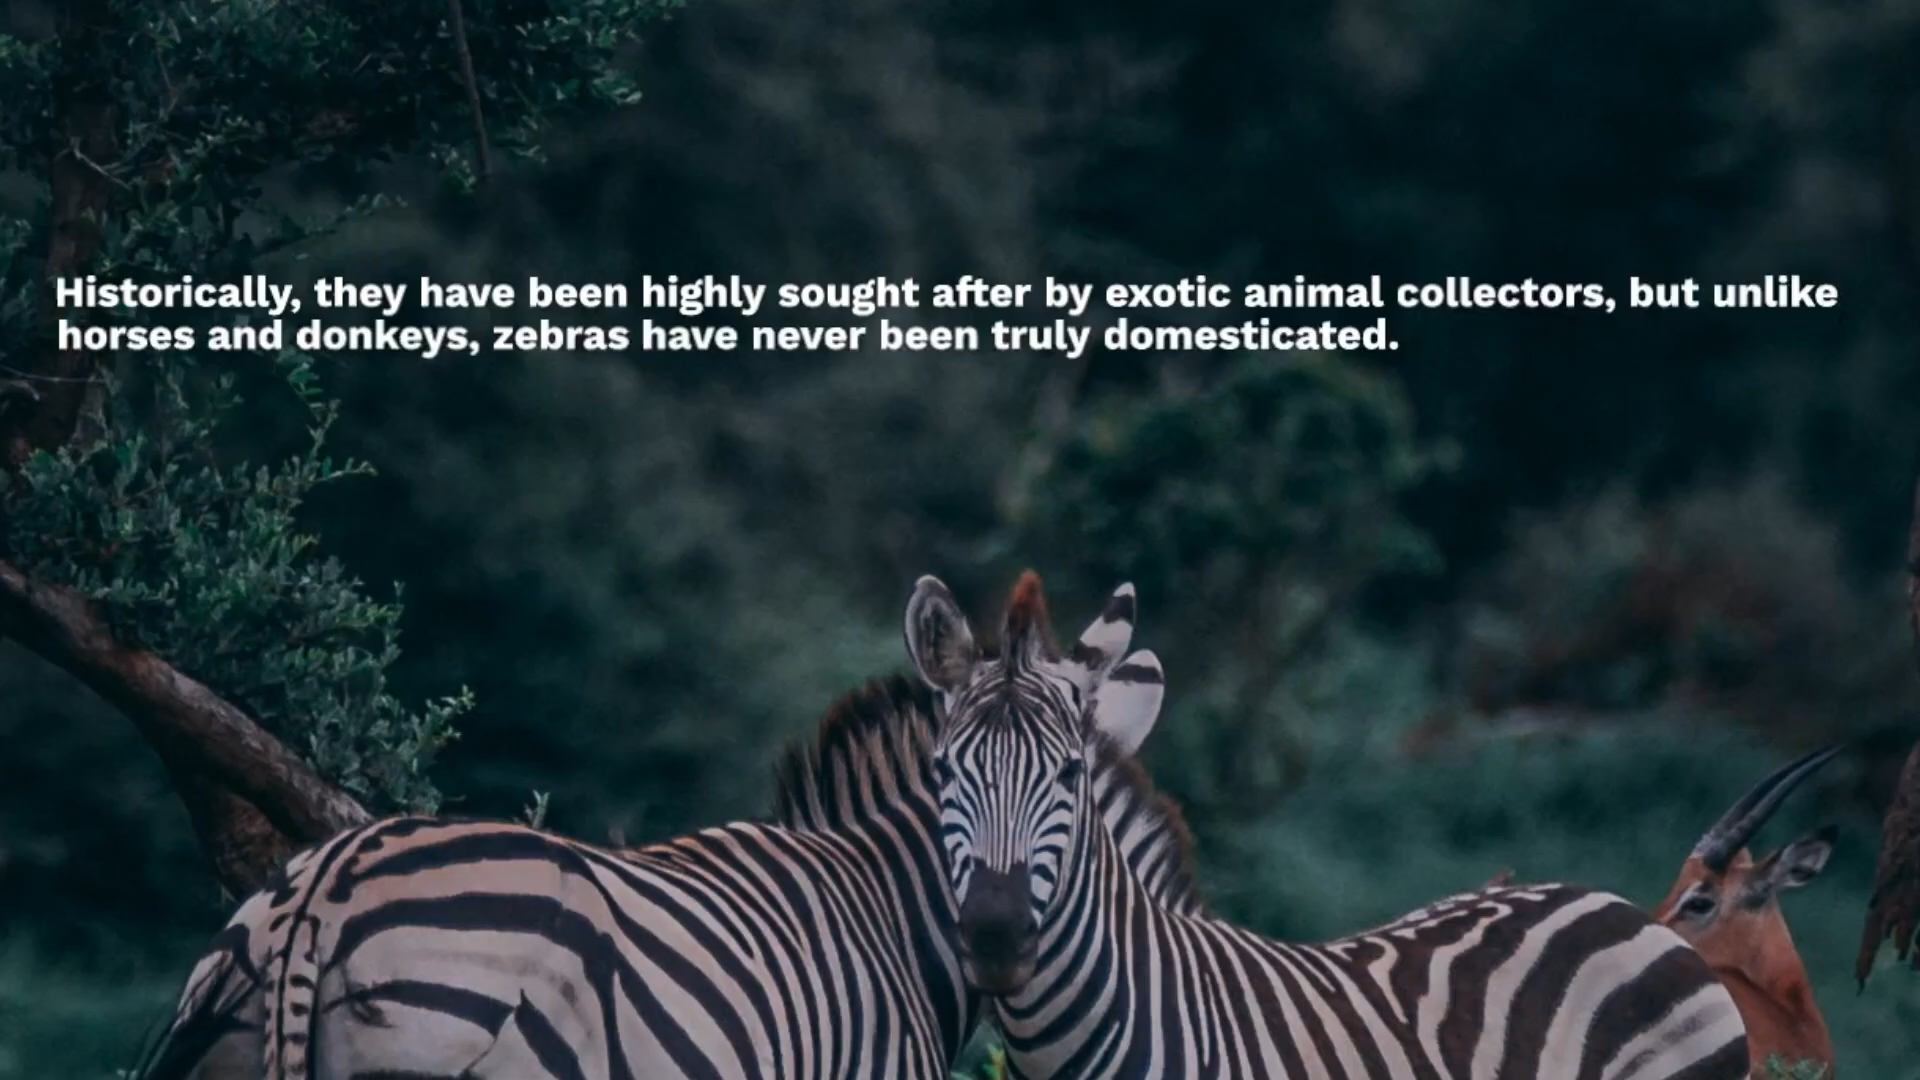 Historically, they have been highly sought after by exotic animal collectors, but unlike
horses and donkeys, zebras have never been truly domesticated.